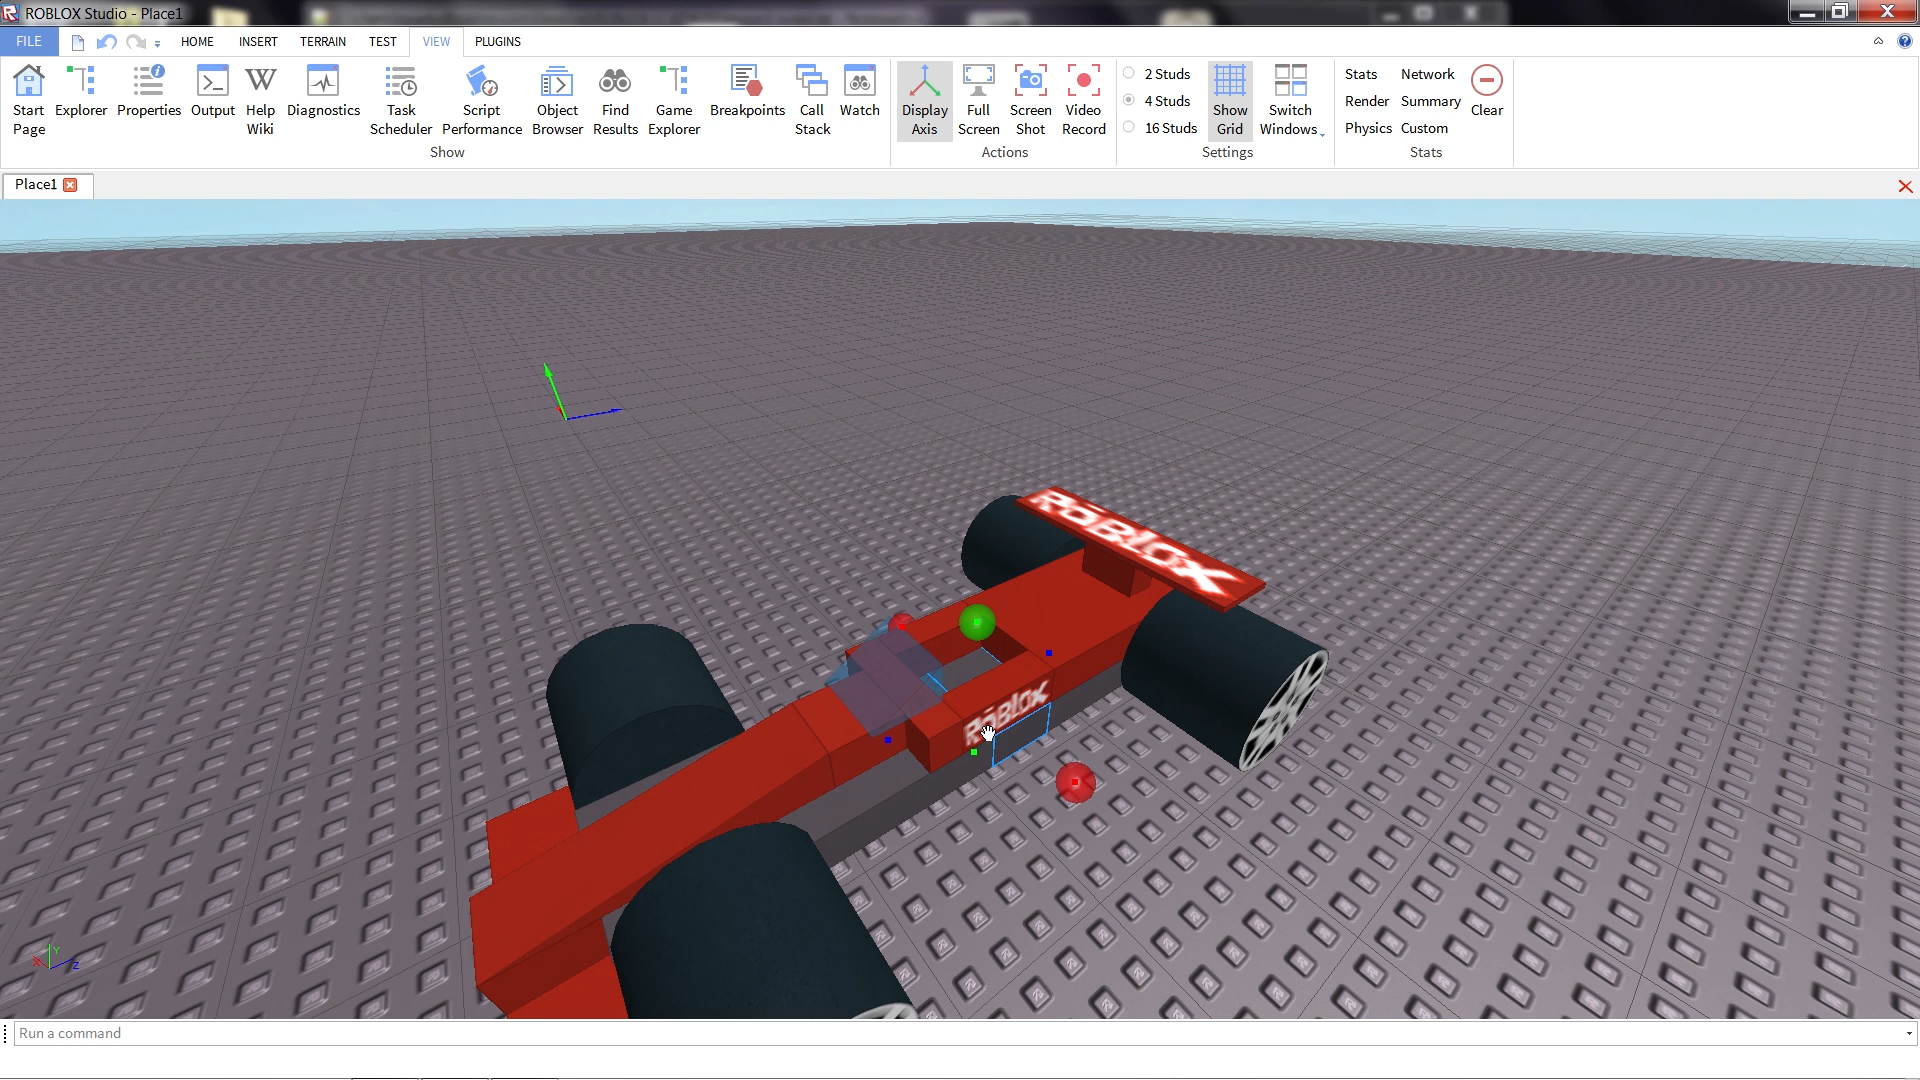 ROBLOX Studio - Place1
FILE HOME INSERT TERRAIN TEST VIEW PLUGINS
Start Page
Explorer
Properties
Output
Help Wiki
Diagnostics
Task Scheduler
Script Performance
Object Browser
Find Results
Game Explorer
Breakpoints
Call Stack
Watch
Show
Display Axis
Full Screen
Screen Shot
Video Record
Actions
2 Studs
4 Studs
16 Studs
Show Grid
Switch Windows
Settings
Stats Network
Render Summary
Physics Custom
Clear
Stats
Place1
ROBLOX
ROBLOX
Y
X
Z
Run a command